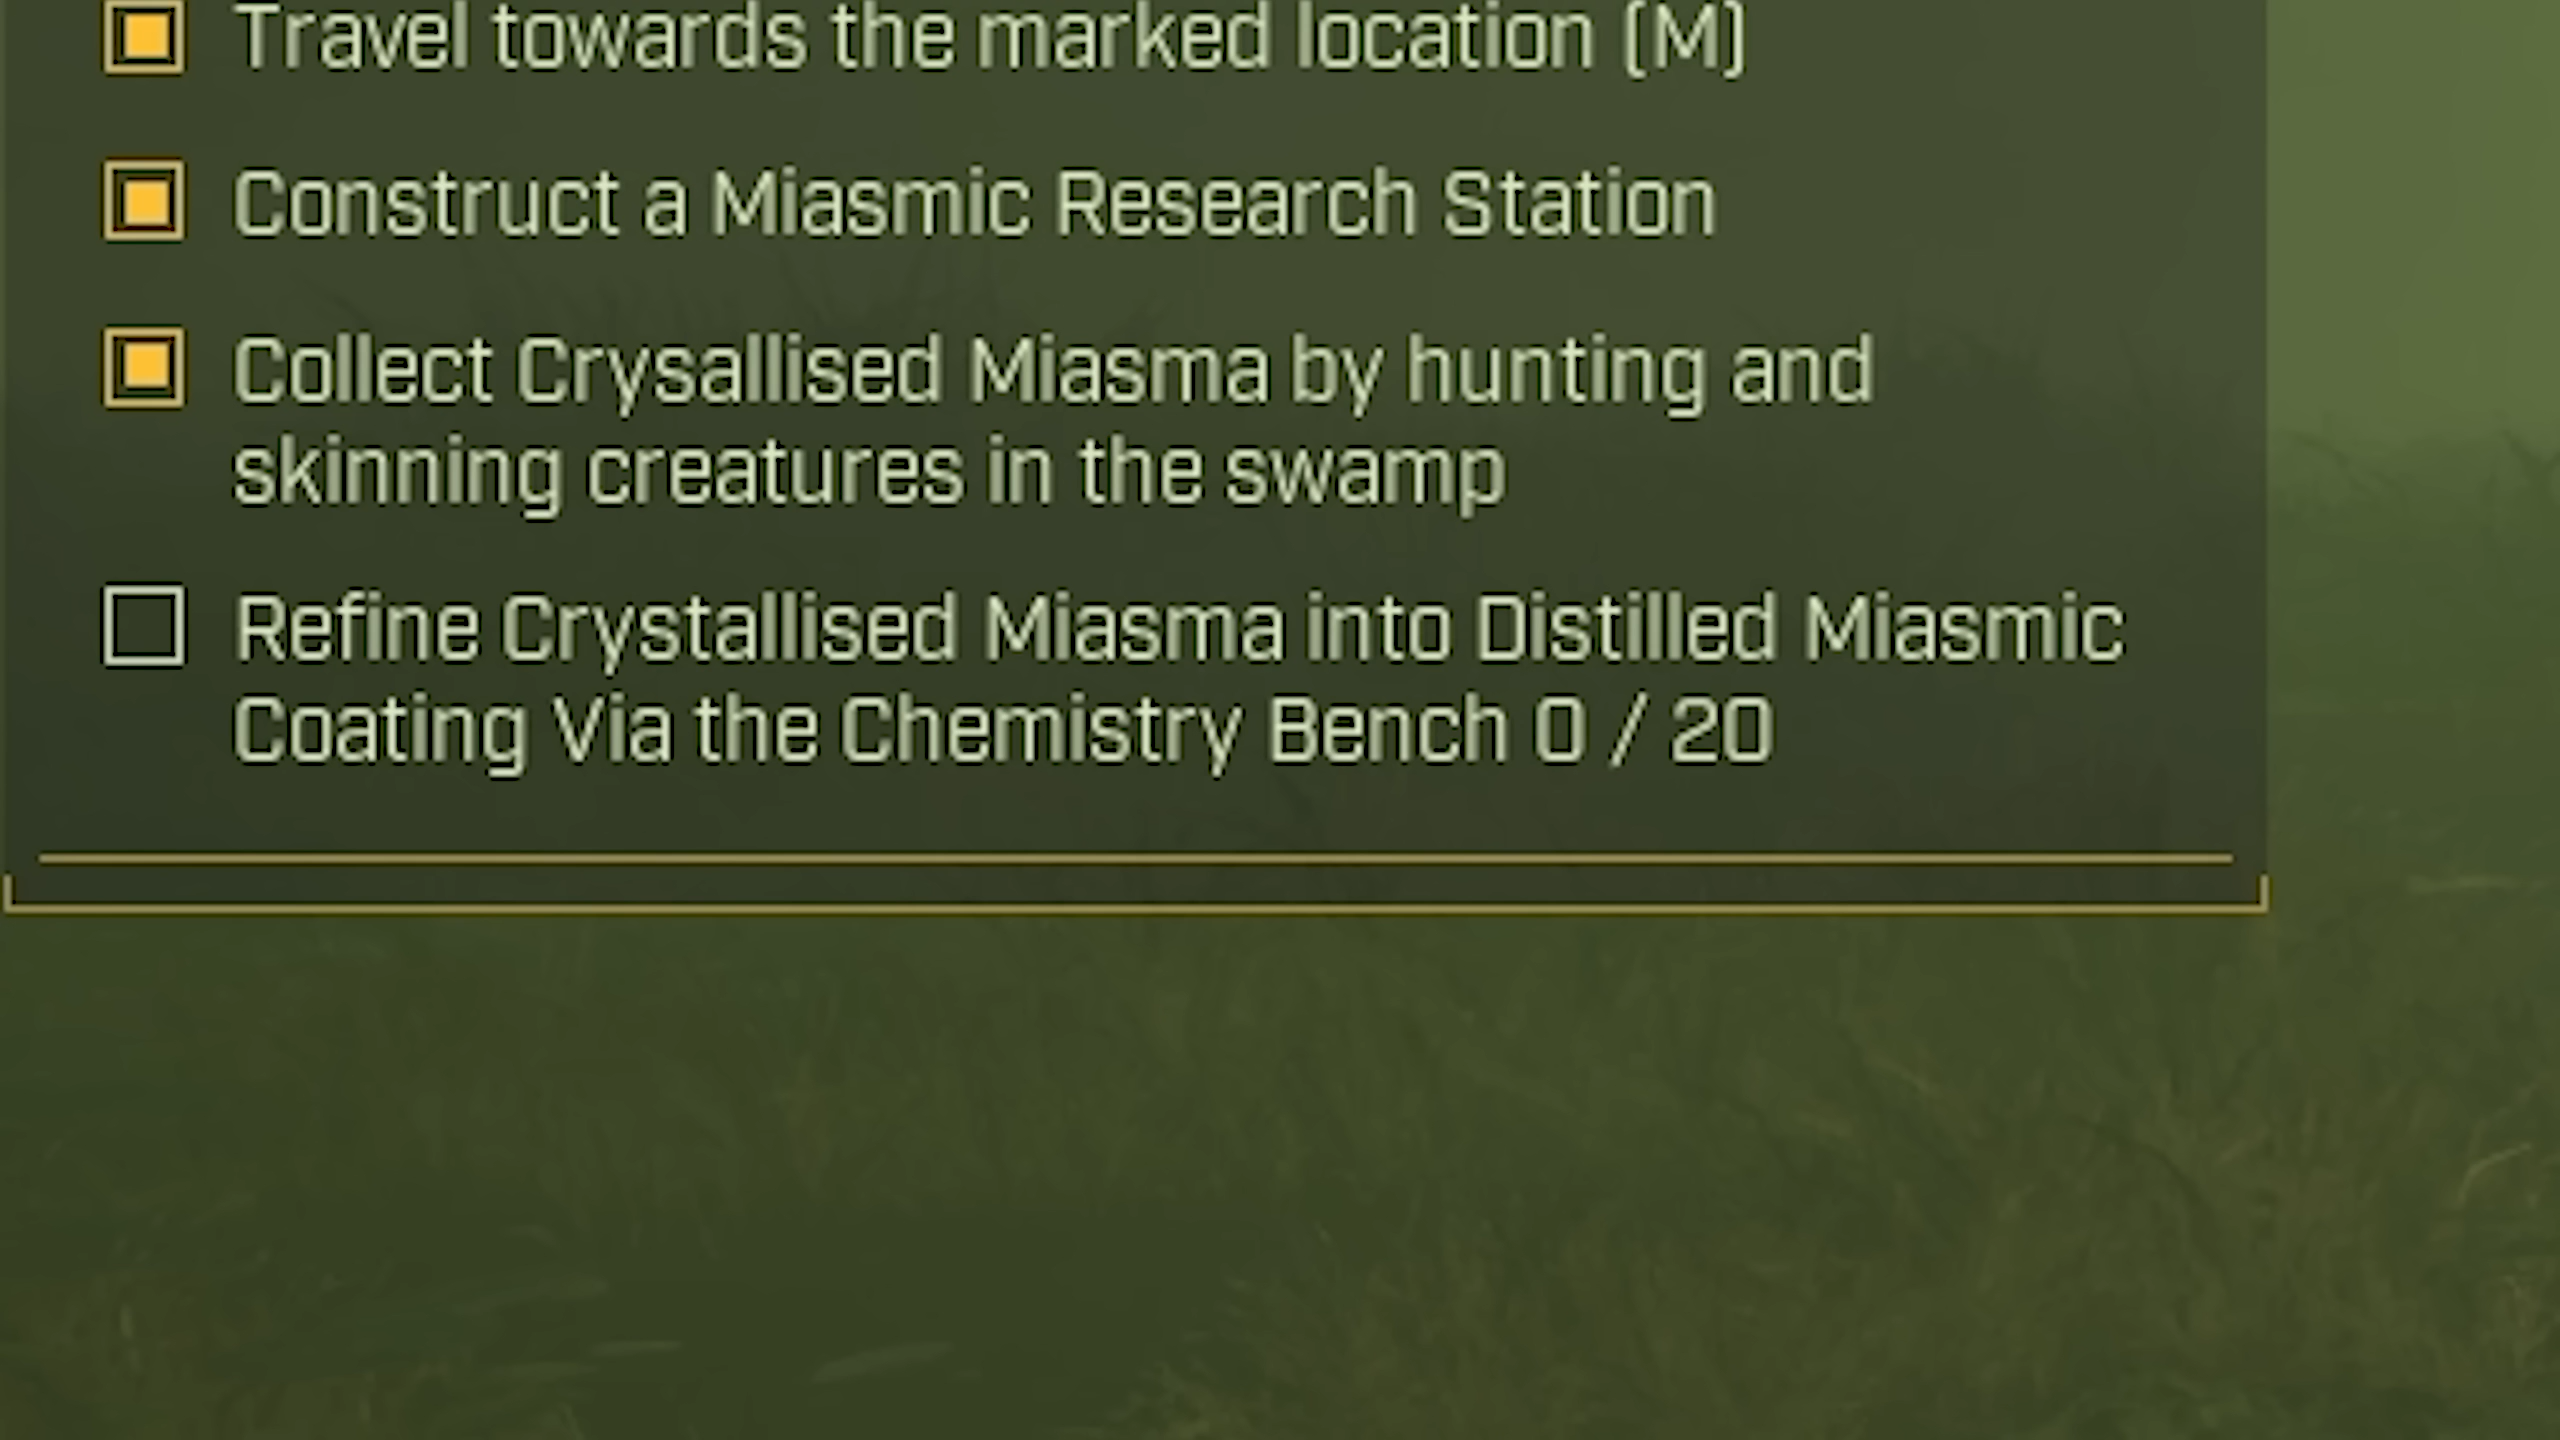 Travel towards the marked location (M)
Construct a Miasmic Research Station
Collect Crysallised Miasma by hunting and
skinning creatures in the swamp
Refine Crystallised Miasma into Distilled Miasmic
Coating Via the Chemistry Bench 0 / 20